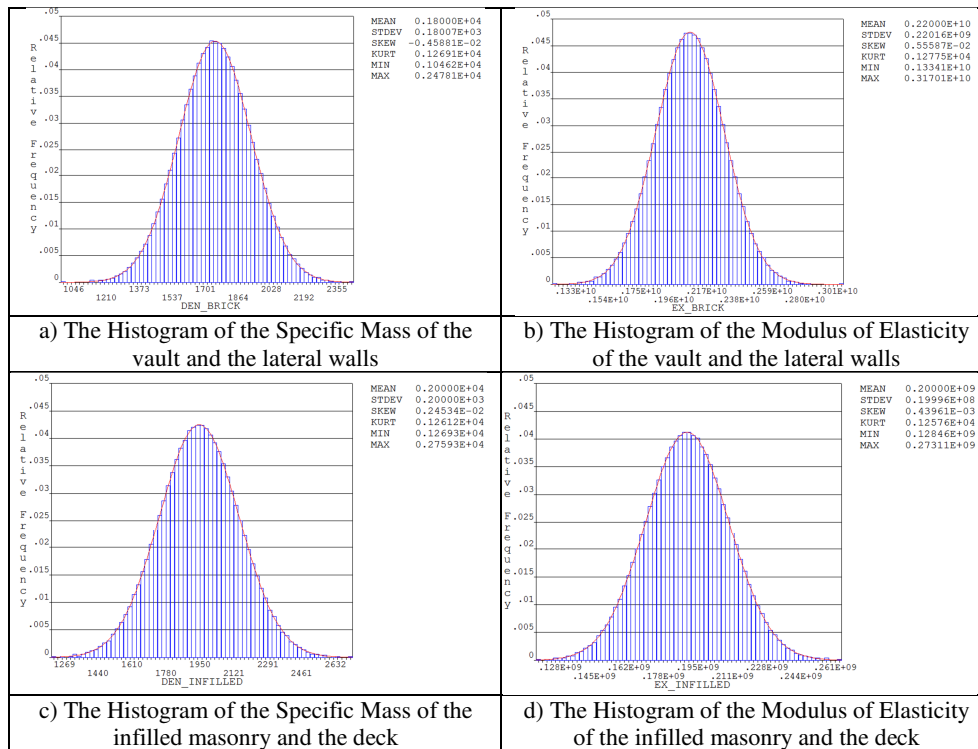 MEAN 0.18000E+04
STDEV 0.18007E+03
SKEW -0.45881E-02
KURT 0.12691E+04
MIN 0.10462E+04
MAX 0.24781E+04
Relative Frequency
.05
.045
.04
.035
.03
.025
.02
.015
.01
.005
0
1046 1373 1701 2028 2355
1210 1537 1864 2192
DEN_BRICK
MEAN 0.22000E+10
STDEV 0.22016E+09
SKEW 0.55587E-02
KURT 0.12775E+04
MIN 0.13341E+10
MAX 0.31701E+10
Relative Frequency
.05
.045
.04
.035
.03
.025
.02
.015
.01
.005
0
.133E+10 .175E+10 .217E+10 .259E+10 .301E+10
.154E+10 .196E+10 .238E+10 .280E+10
EX_BRICK
a) The Histogram of the Specific Mass of the
vault and the lateral walls
b) The Histogram of the Modulus of Elasticity
of the vault and the lateral walls
MEAN 0.20000E+04
STDEV 0.20000E+03
SKEW 0.24534E-02
KURT 0.12612E+04
MIN 0.12693E+04
MAX 0.27593E+04
Relative Frequency
.05
.045
.04
.035
.03
.025
.02
.015
.01
.005
0
1269 1610 1950 2291 2632
1440 1780 2121 2461
DEN_INFILLED
MEAN 0.20000E+09
STDEV 0.19996E+08
SKEW 0.43961E-03
KURT 0.12576E+04
MIN 0.12846E+09
MAX 0.27311E+09
Relative Frequency
.05
.045
.04
.035
.03
.025
.02
.015
.01
.005
0
.128E+09 .162E+09 .195E+09 .228E+09 .261E+09
.145E+09 .178E+09 .211E+09 .244E+09
EX_INFILLED
c) The Histogram of the Specific Mass of the
infilled masonry and the deck
d) The Histogram of the Modulus of Elasticity
of the infilled masonry and the deck